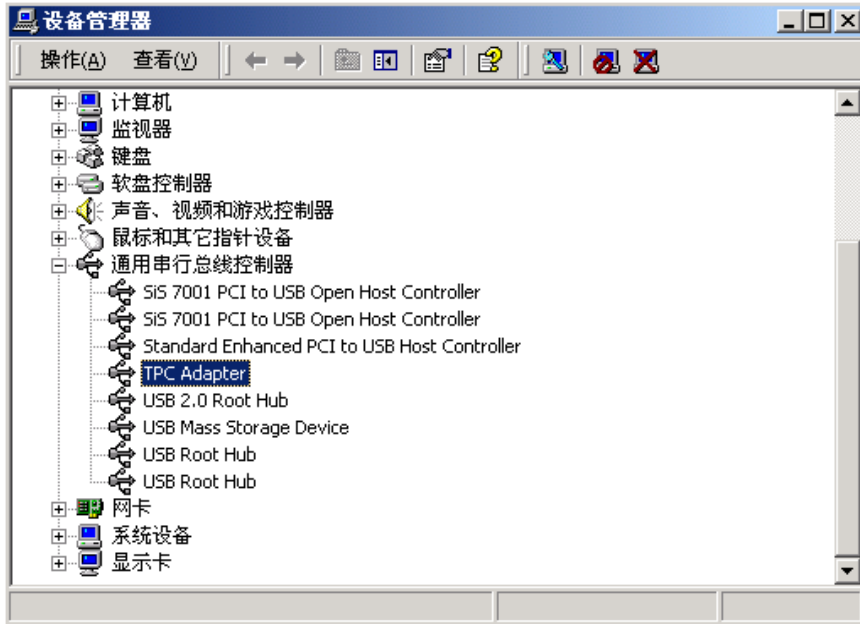 设备管理器
操作(A) 查看(V)
计算机
监视器
键盘
软盘控制器
声音、视频和游戏控制器
鼠标和其它指针设备
通用串行总线控制器
SiS 7001 PCI to USB Open Host Controller
SiS 7001 PCI to USB Open Host Controller
Standard Enhanced PCI to USB Host Controller
TPC Adapter
USB 2.0 Root Hub
USB Mass Storage Device
USB Root Hub
USB Root Hub
网卡
系统设备
显示卡